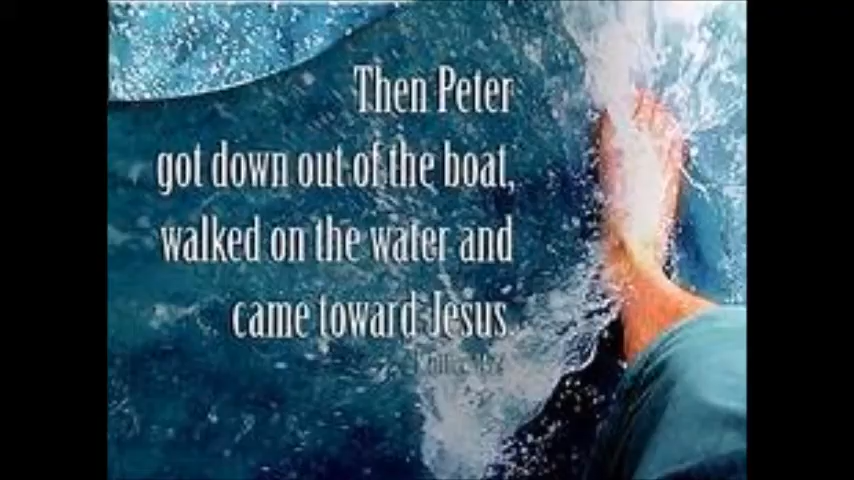 Then Peter
got down out of the boat,
walked on the water and
came toward Jesus.